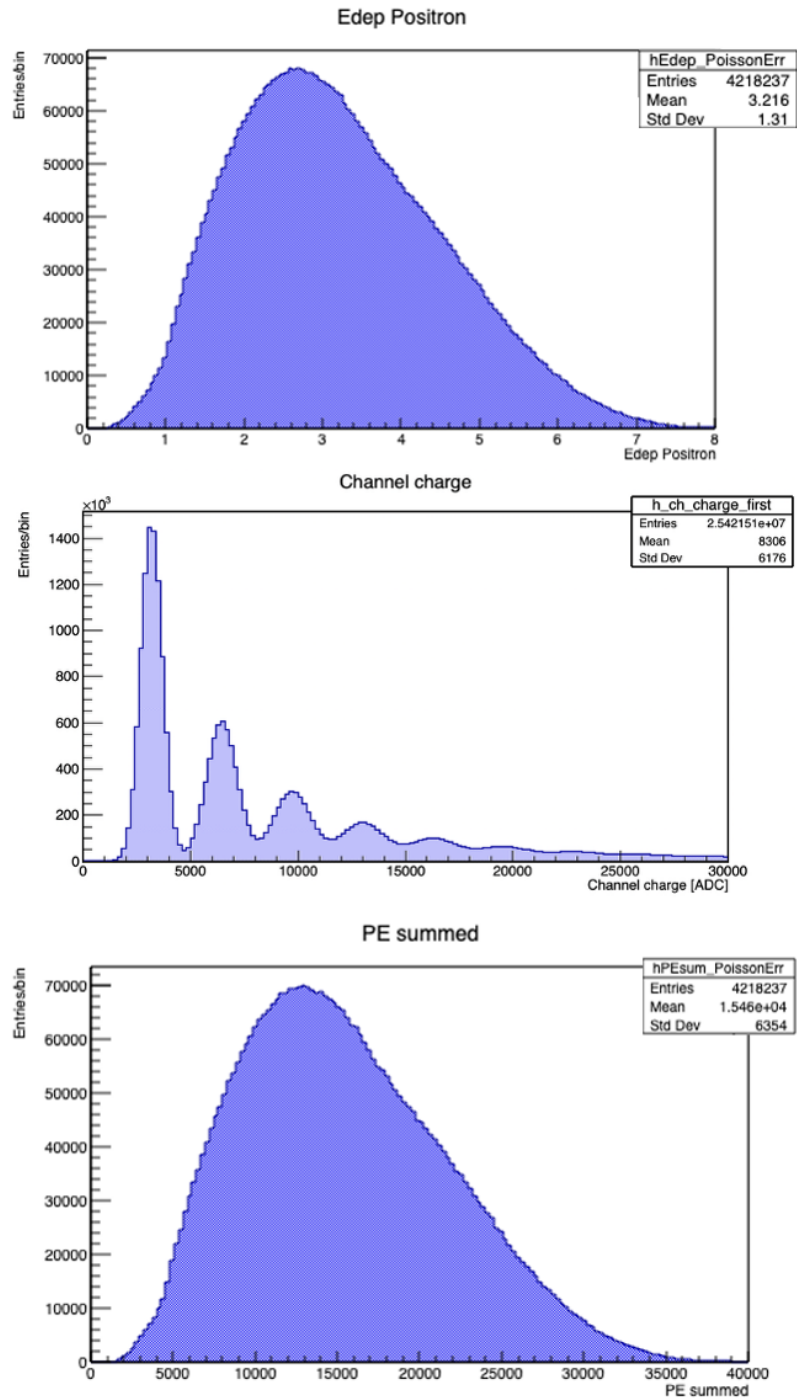 Edep Positron
Entries/bin
hEdep_PoissonErr
Entries 4218237
Mean 3.216
Std Dev 1.31
70000
60000
50000
40000
30000
20000
10000
0
0 1 2 3 4 5 6 7 8
Edep Positron
Channel charge
×10³
Entries/bin
h_ch_charge_first
Entries 2.542151e+07
Mean 8306
Std Dev 6176
1400
1200
1000
800
600
400
200
0
0 5000 10000 15000 20000 25000 30000
Channel charge [ADC]
PE summed
Entries/bin
hPEsum_PoissonErr
Entries 4218237
Mean 1.546e+04
Std Dev 6354
70000
60000
50000
40000
30000
20000
10000
0
0 5000 10000 15000 20000 25000 30000 35000 40000
PE summed